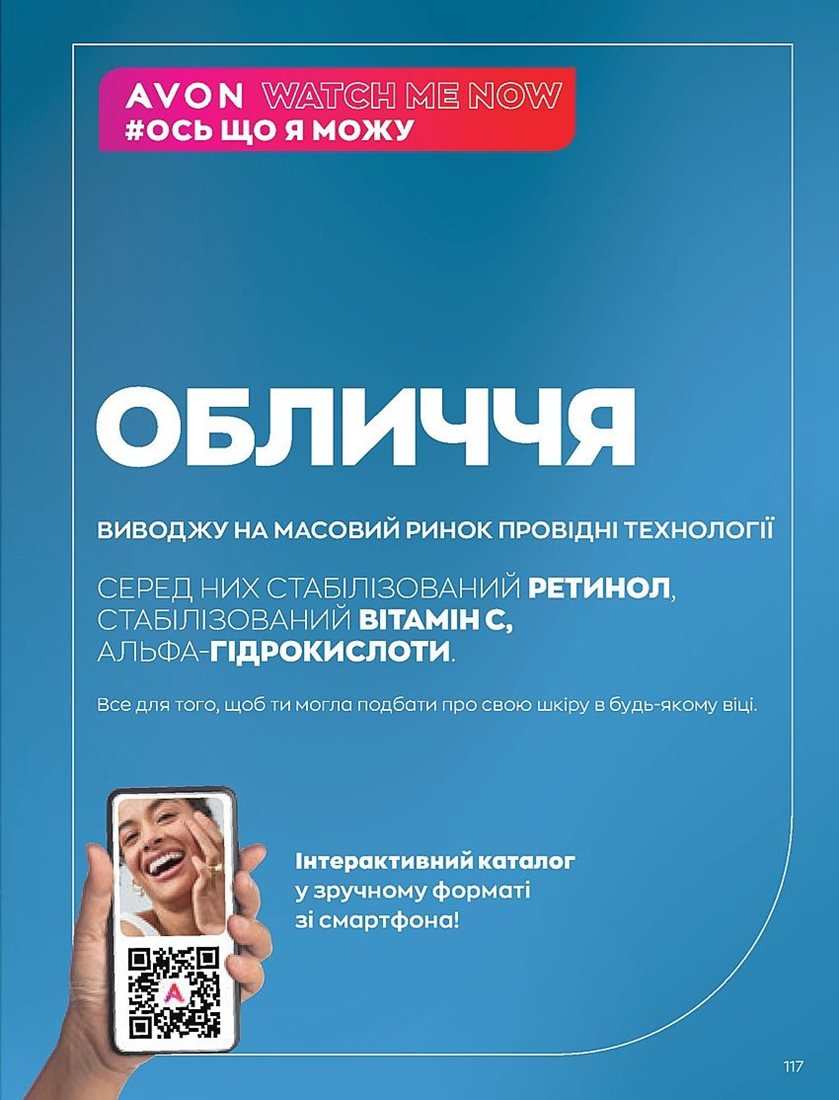 AVON WATCH ME NOW
#ОСЬ ЩО Я МОЖУ
ОБЛИЧЧЯ
ВИВОДЖУ НА МАСОВИЙ РИНОК ПРОВІДНІ ТЕХНОЛОГІЇ
СЕРЕД НИХ СТАБІЛІЗОВАНИЙ РЕТИНОЛ,
СТАБІЛІЗОВАНИЙ ВІТАМІН С,
АЛЬФА-ГІДРОКИСЛОТИ.
Все для того, щоб ти могла подбати про свою шкіру в будь-якому віці.
Інтерактивний каталог
у зручному форматі
зі смартфона!
A
117